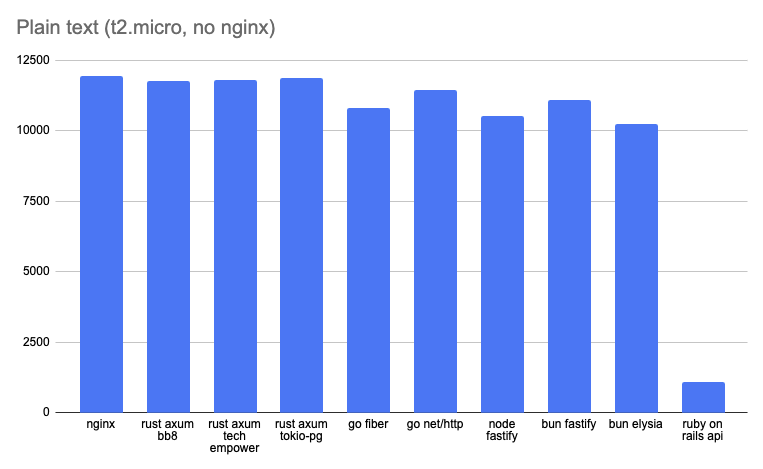 Plain text (t2.micro, no nginx)
12500
10000
7500
5000
2500
0
nginx
rust axum
bb8
rust axum
tech
empower
rust axum
tokio-pg
go fiber
go net/http
node
fastify
bun fastify
bun elysia
ruby on
rails api